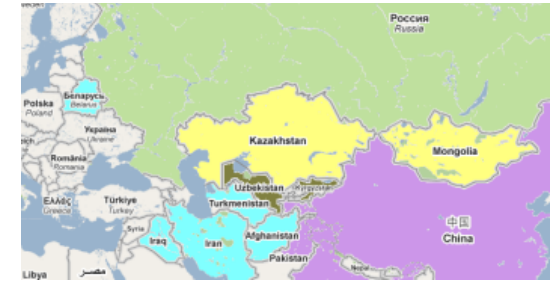 Россия
Russia
Беларусь
Belarus
Polska
Poland
Україна
Ukraine
Kazakhstan
Mongolia
România
Romania
Uzbekistan
Kyrgyzstan
Ελλάς
Greece
Türkiye
Turkey
Turkmenistan
中国
China
Syria
Iraq
Iran
Afghanistan
Pakistan
Nepal
Libya
مصر